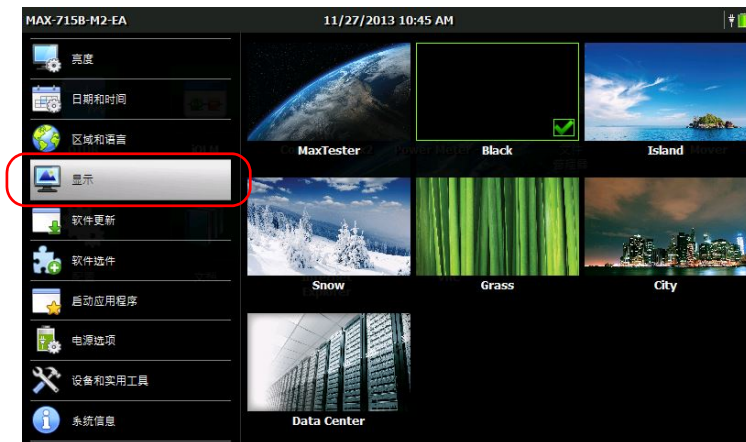 MAX-715B-M2-EA
11/27/2013 10:45 AM
亮度
日期和时间
区域和语言
显示
软件更新
软件选件
启动应用程序
电源选项
设备和实用工具
系统信息
MaxTester
Black
Island
Snow
Grass
City
Data Center